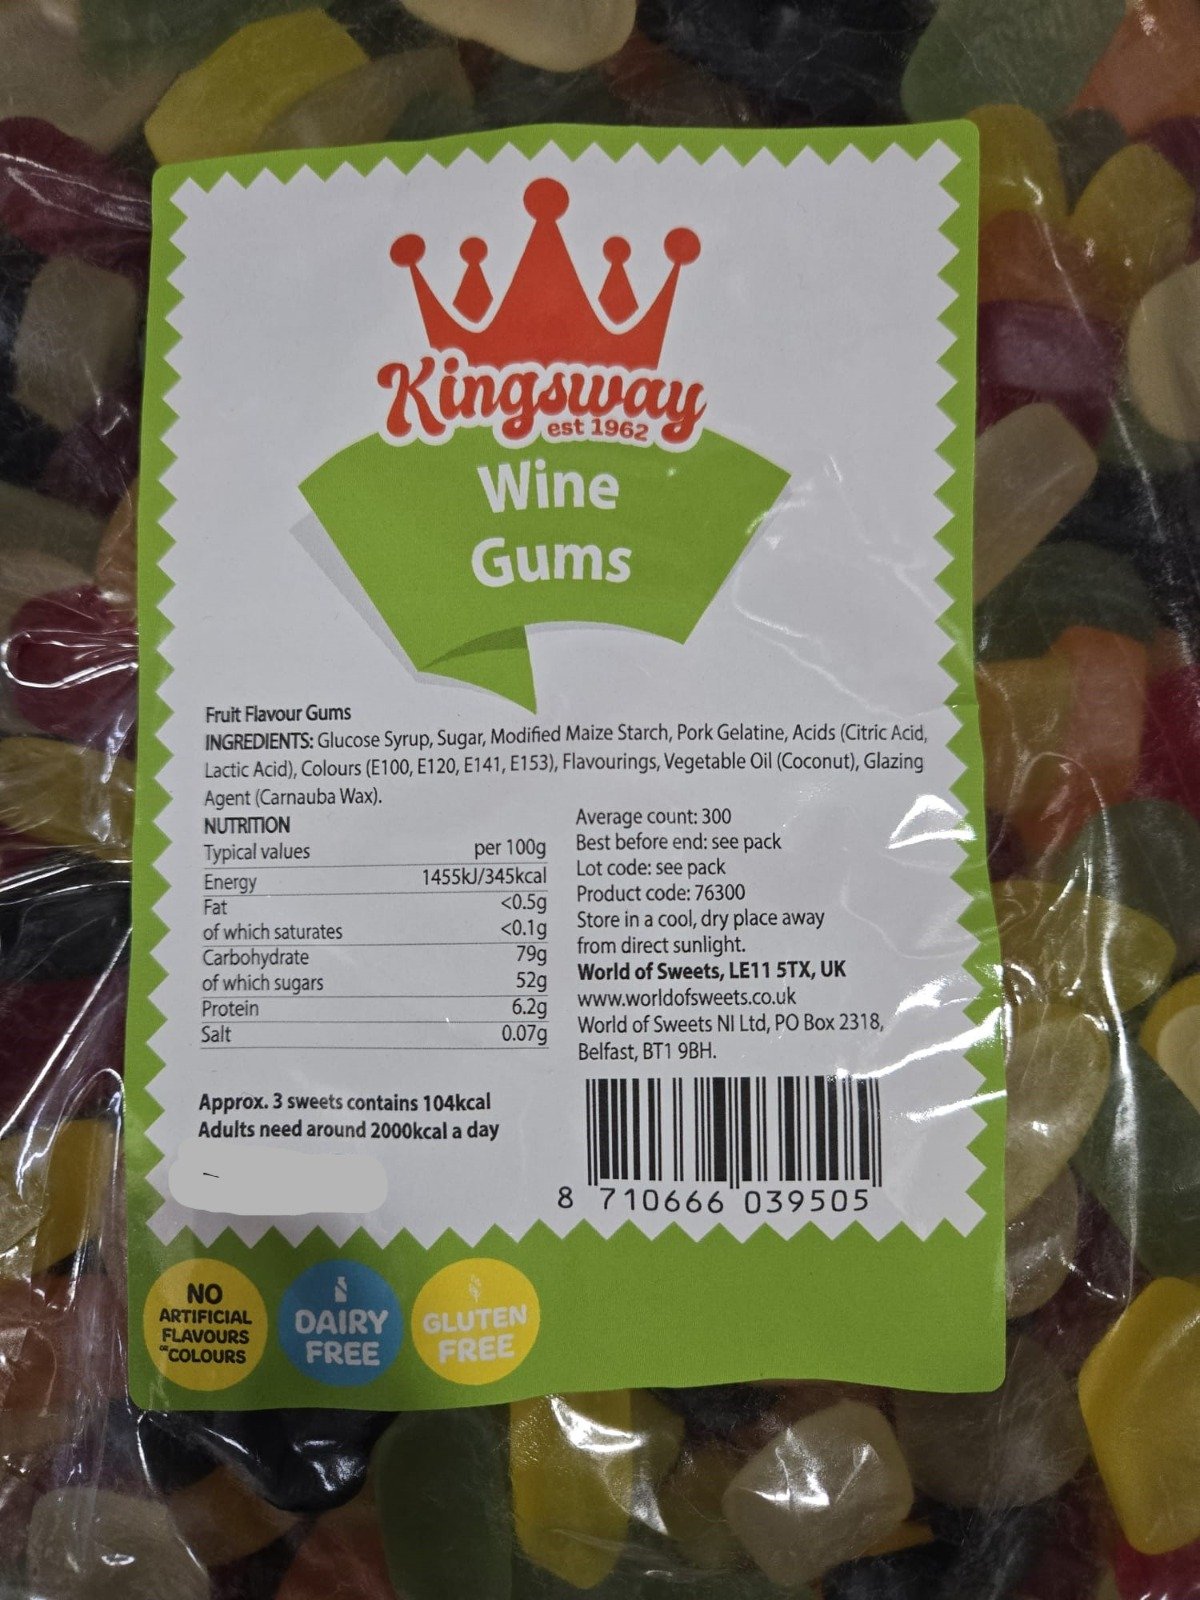 Kingsway
est 1962
Wine
Gums
Fruit Flavour Gums
INGREDIENTS: Glucose Syrup, Sugar, Modified Maize Starch, Pork Gelatine, Acids (Citric Acid,
Lactic Acid), Colours (E100, E120, E141, E153), Flavourings, Vegetable Oil (Coconut), Glazing
Agent (Carnauba Wax).
NUTRITION
Typical values per 100g
Energy 1455kJ/345kcal
Fat <0.5g
of which saturates <0.1g
Carbohydrate 79g
of which sugars 52g
Protein 6.2g
Salt 0.07g
Average count: 300
Best before end: see pack
Lot code: see pack
Product code: 76300
Store in a cool, dry place away
from direct sunlight.
World of Sweets, LE11 5TX, UK
www.worldofsweets.co.uk
World of Sweets NI Ltd, PO Box 2318,
Belfast, BT1 9BH.
Approx. 3 sweets contains 104kcal
Adults need around 2000kcal a day
8 710666 039505
NO
ARTIFICIAL
FLAVOURS
OR COLOURS
DAIRY
FREE
GLUTEN
FREE